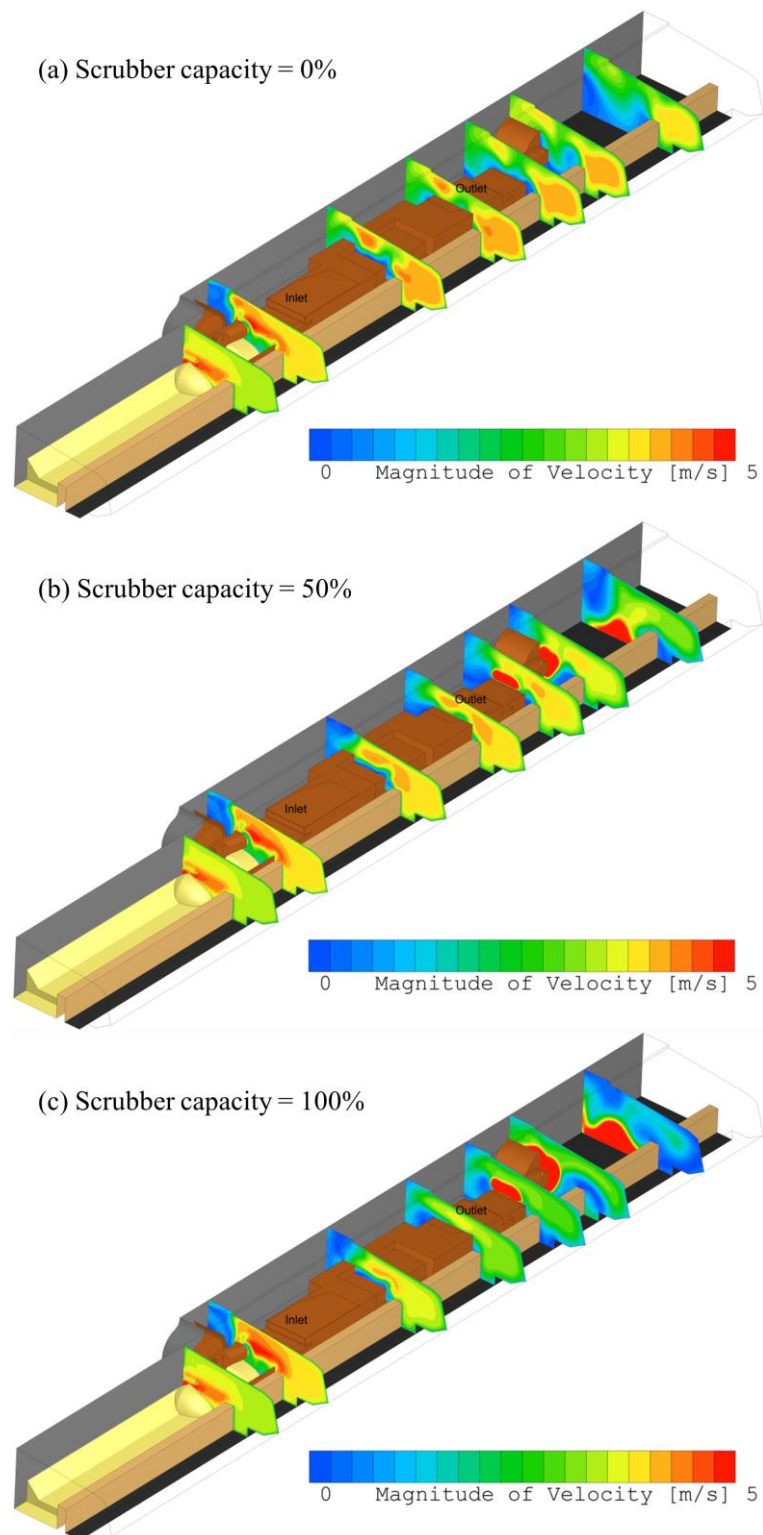 (a) Scrubber capacity = 0%
Outlet
Inlet
0 Magnitude of Velocity [m/s] 5
(b) Scrubber capacity = 50%
Outlet
Inlet
0 Magnitude of Velocity [m/s] 5
(c) Scrubber capacity = 100%
Outlet
Inlet
0 Magnitude of Velocity [m/s] 5